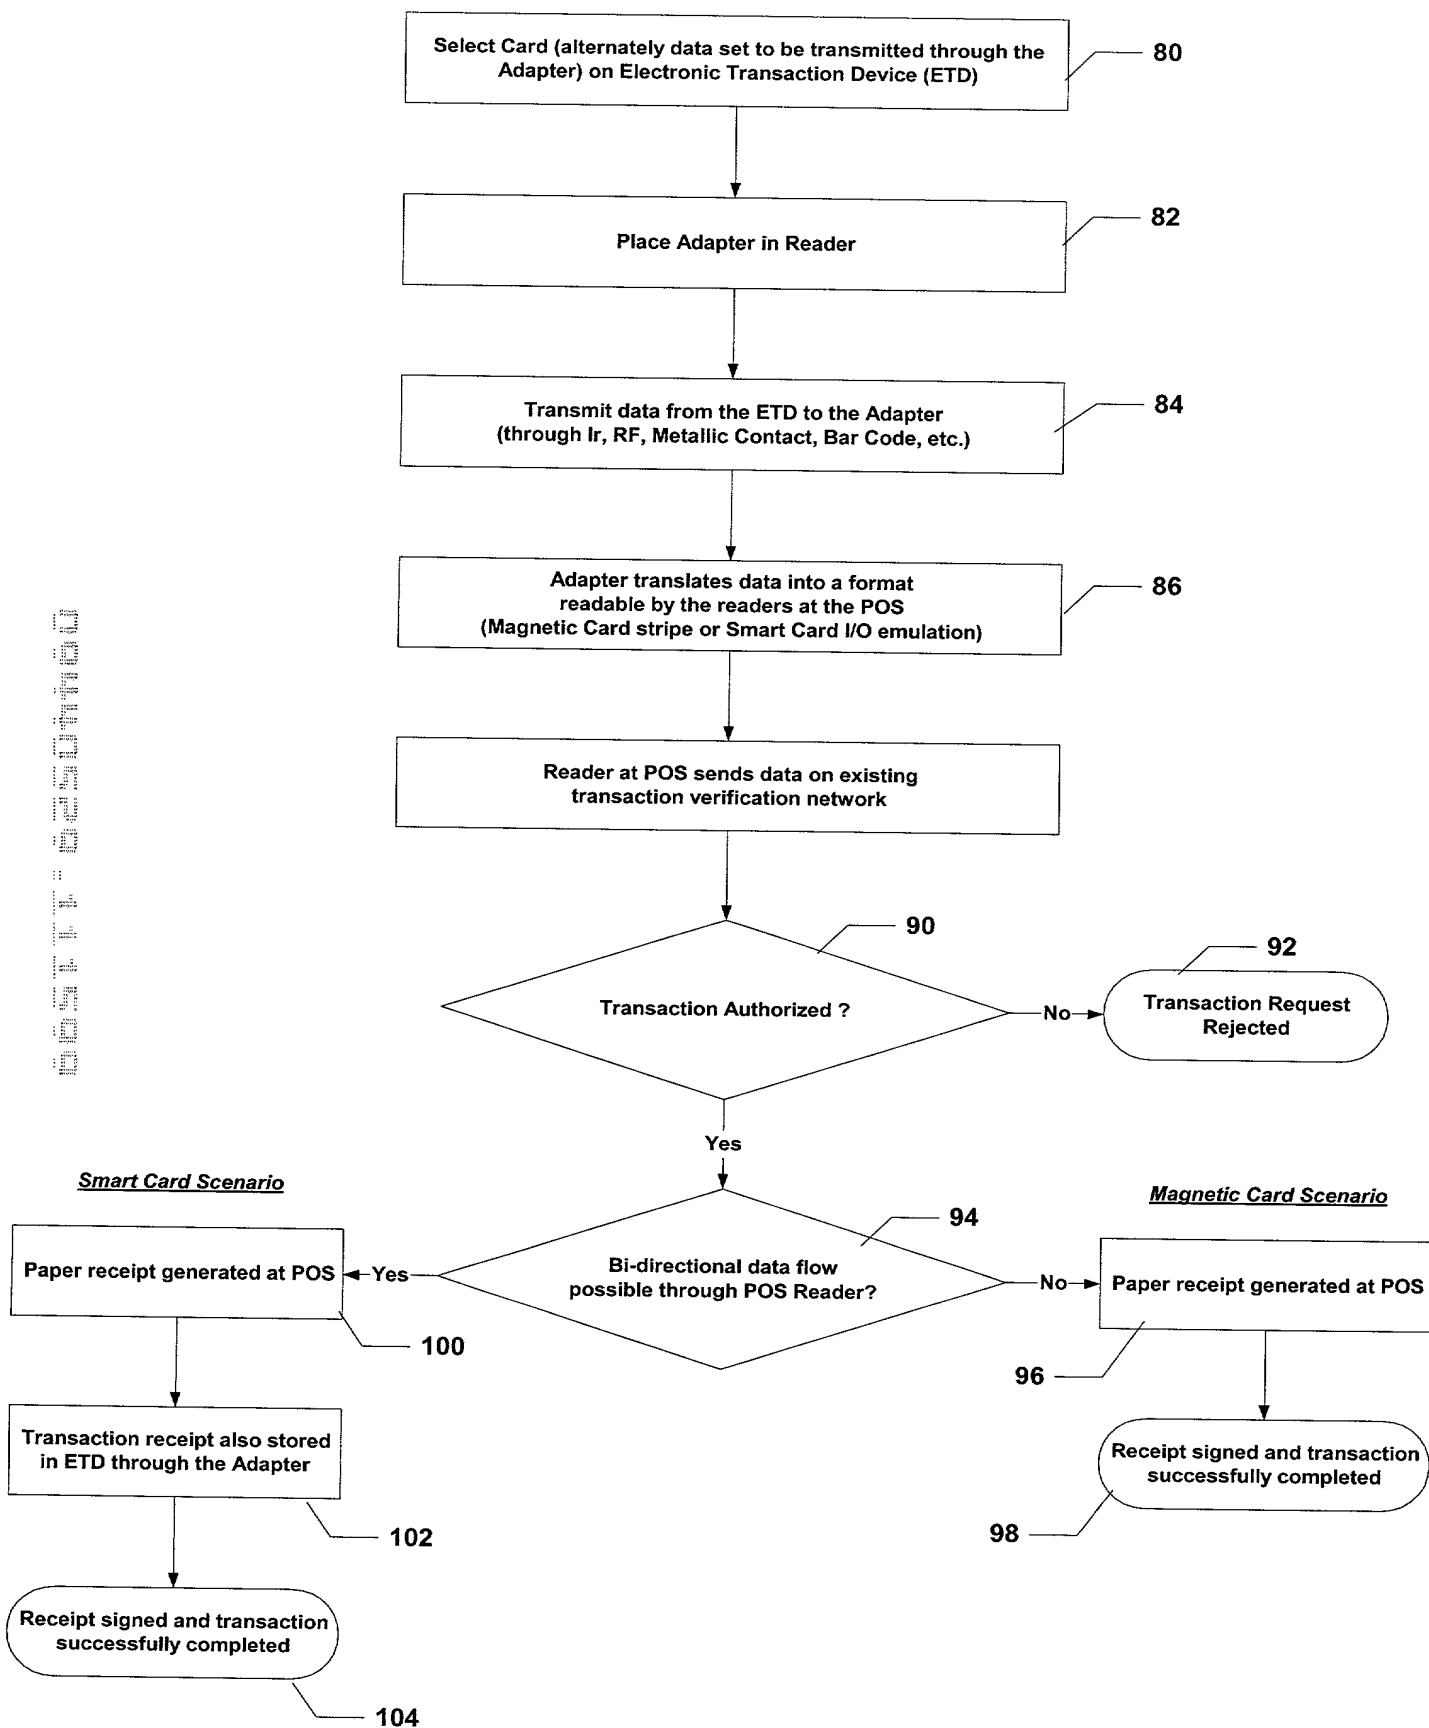 Select Card (alternately data set to be transmitted through the
Adapter) on Electronic Transaction Device (ETD)
80
Place Adapter in Reader
82
Transmit data from the ETD to the Adapter
(through Ir, RF, Metallic Contact, Bar Code, etc.)
84
Adapter translates data into a format
readable by the readers at the POS
(Magnetic Card stripe or Smart Card I/O emulation)
86
Reader at POS sends data on existing
transaction verification network
90
Transaction Authorized ?
No
92
Transaction Request
Rejected
Yes
Smart Card Scenario
Magnetic Card Scenario
94
Bi-directional data flow
possible through POS Reader?
Yes
Paper receipt generated at POS
100
No
Paper receipt generated at POS
96
Transaction receipt also stored
in ETD through the Adapter
102
Receipt signed and transaction
successfully completed
98
Receipt signed and transaction
successfully completed
104